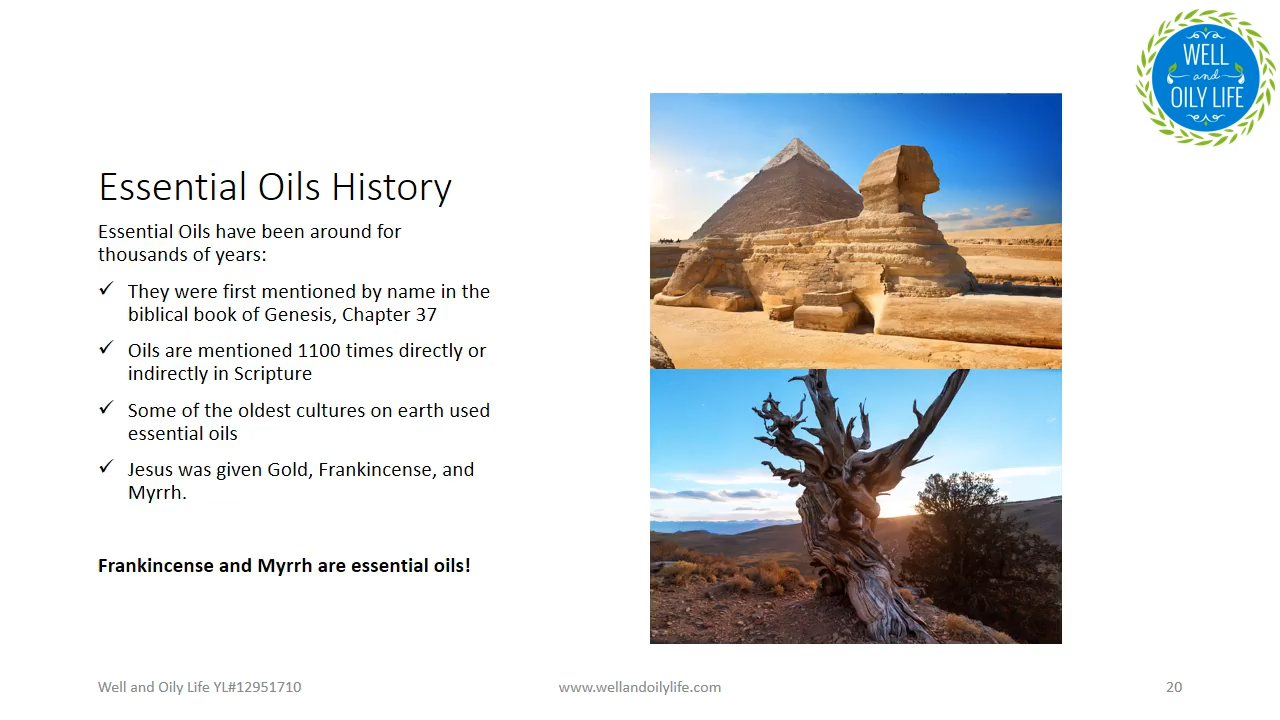 WELL
and
OILY LIFE
Essential Oils History
Essential Oils have been around for
thousands of years:
✓ They were first mentioned by name in the
biblical book of Genesis, Chapter 37
✓ Oils are mentioned 1100 times directly or
indirectly in Scripture
✓ Some of the oldest cultures on earth used
essential oils
✓ Jesus was given Gold, Frankincense, and
Myrrh.
Frankincense and Myrrh are essential oils!
Well and Oily Life YL#12951710
www.wellandoilylife.com
20